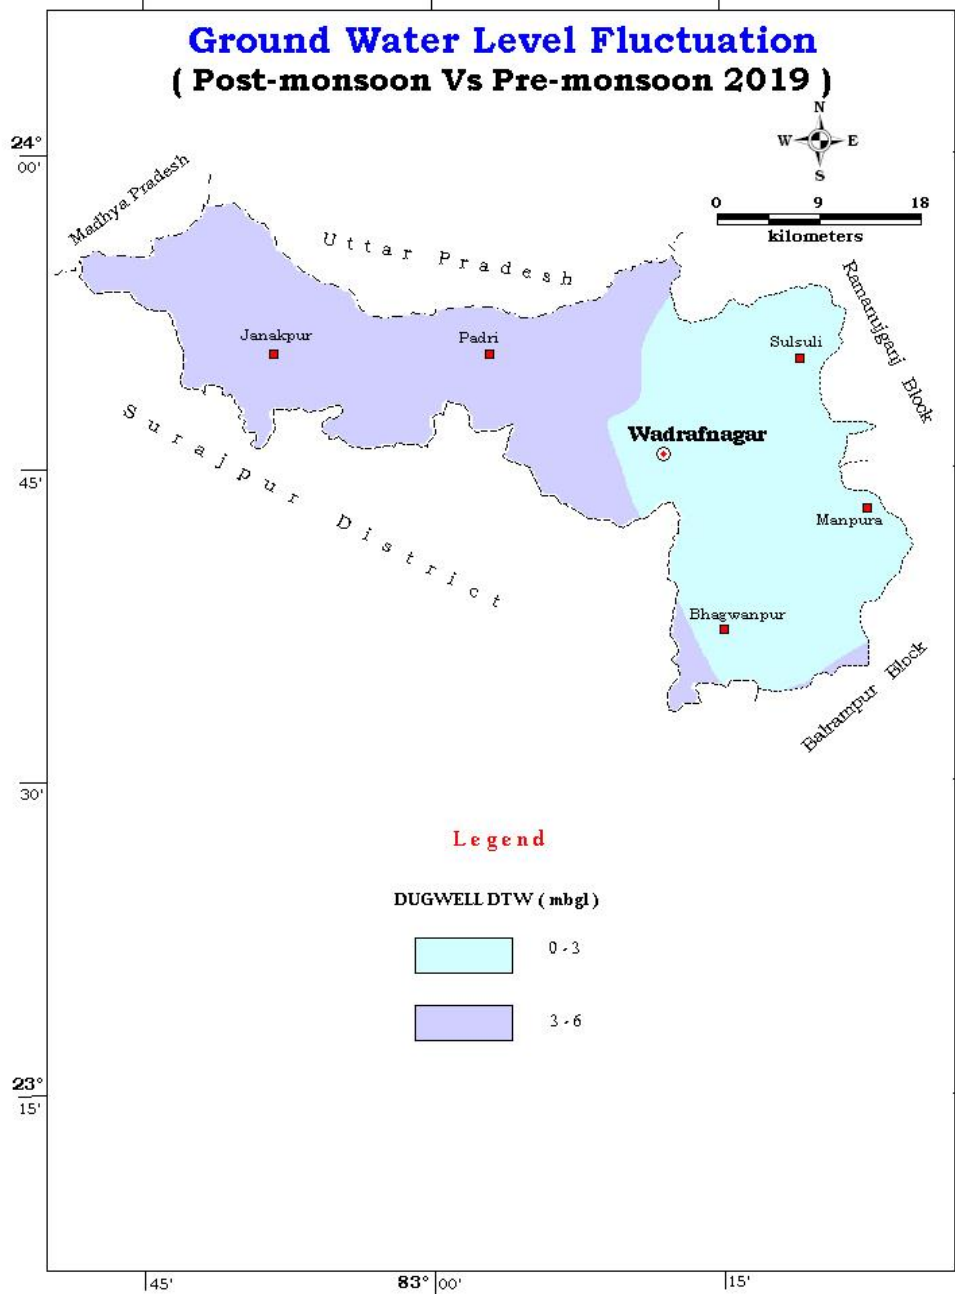 Ground Water Level Fluctuation
( Post-monsoon Vs Pre-monsoon 2019 )
N
W E
S
24°
00'
0 9 18
kilometers
Madhya Pradesh
Uttar Pradesh
Ramanujganj Block
Janakpur
Padri
Sulsuli
Surajpur District
Wadrafnagar
45'
Manpura
Bhagwanpur
Balrampur Block
30'
Legend
DUGWELL DTW ( mbgl )
0 - 3
3 - 6
23°
15'
45' 83° 00' 15'